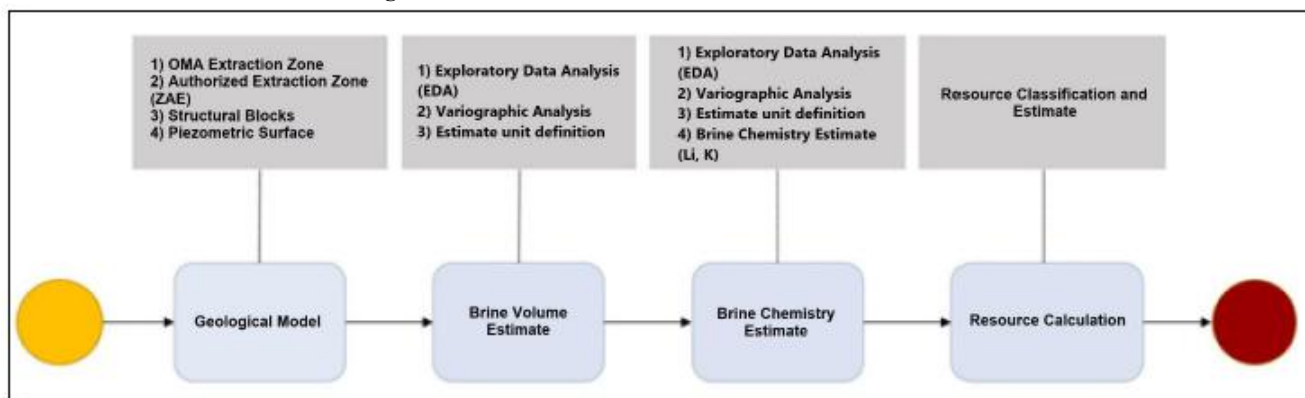 1) OMA Extraction Zone
2) Authorized Extraction Zone
(ZAE)
3) Structural Blocks
4) Piezometric Surface
1) Exploratory Data Analysis
(EDA)
2) Variographic Analysis
3) Estimate unit definition
1) Exploratory Data Analysis
(EDA)
2) Variographic Analysis
3) Estimate unit definition
4) Brine Chemistry Estimate
(Li, K)
Resource Classification and
Estimate
Geological Model
Brine Volume
Estimate
Brine Chemistry
Estimate
Resource Calculation